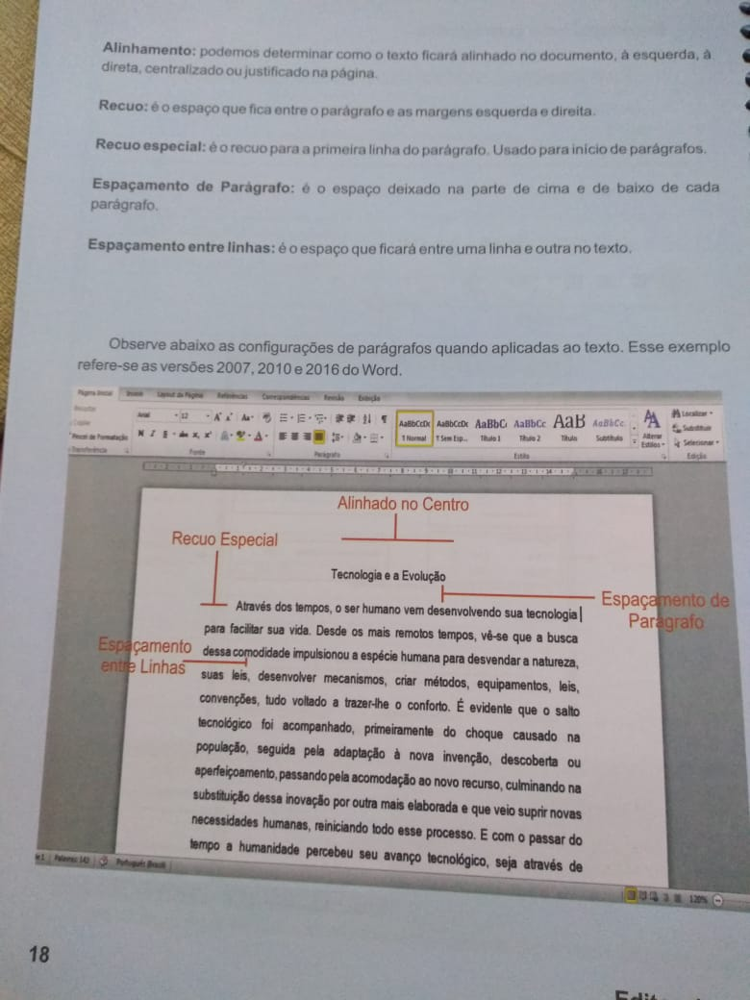 Alinhamento: podemos determinar como o texto ficará alinhado no documento, à esquerda, à
direta, centralizado ou justificado na página.
Recuo: é o espaço que fica entre o parágrafo e as margens esquerda e direita.
Recuo especial: é o recuo para a primeira linha do parágrafo. Usado para início de parágrafos.
Espaçamento de Parágrafo: é o espaço deixado na parte de cima e de baixo de cada
parágrafo.
Espaçamento entre linhas: é o espaço que ficará entre uma linha e outra no texto.
Observe abaixo as configurações de parágrafos quando aplicadas ao texto. Esse exemplo
refere-se as versões 2007, 2010 e 2016 do Word.
Página Inicial Inserir Layout da Página Referências Correspondências Revisão Exibição
Recortar
Copiar
Pincel de Formatação
Arial 12
AaBbCcDc AaBbCcDc AaBbC AaBbCc AaB AaBbCc.
¶ Normal ¶ Sem Esp... Título 1 Título 2 Título Subtítulo
Alterar Estilos
Localizar
Substituir
Selecionar
Fonte Parágrafo Estilo Edição
Alinhado no Centro
Recuo Especial
Tecnologia e a Evolução
Espaçamento de
Parágrafo
Espaçamento
entre Linhas
Através dos tempos, o ser humano vem desenvolvendo sua tecnologia
para facilitar sua vida. Desde os mais remotos tempos, vê-se que a busca
dessa comodidade impulsionou a espécie humana para desvendar a natureza,
suas leis, desenvolver mecanismos, criar métodos, equipamentos, leis,
convenções, tudo voltado a trazer-lhe o conforto. É evidente que o salto
tecnológico foi acompanhado, primeiramente do choque causado na
população, seguida pela adaptação à nova invenção, descoberta ou
aperfeiçoamento, passando pela acomodação ao novo recurso, culminando na
substituição dessa inovação por outra mais elaborada e que veio suprir novas
necessidades humanas, reiniciando todo esse processo. E com o passar do
tempo a humanidade percebeu seu avanço tecnológico, seja através de
Palavras: 143 Português (Brasil)
120%
18